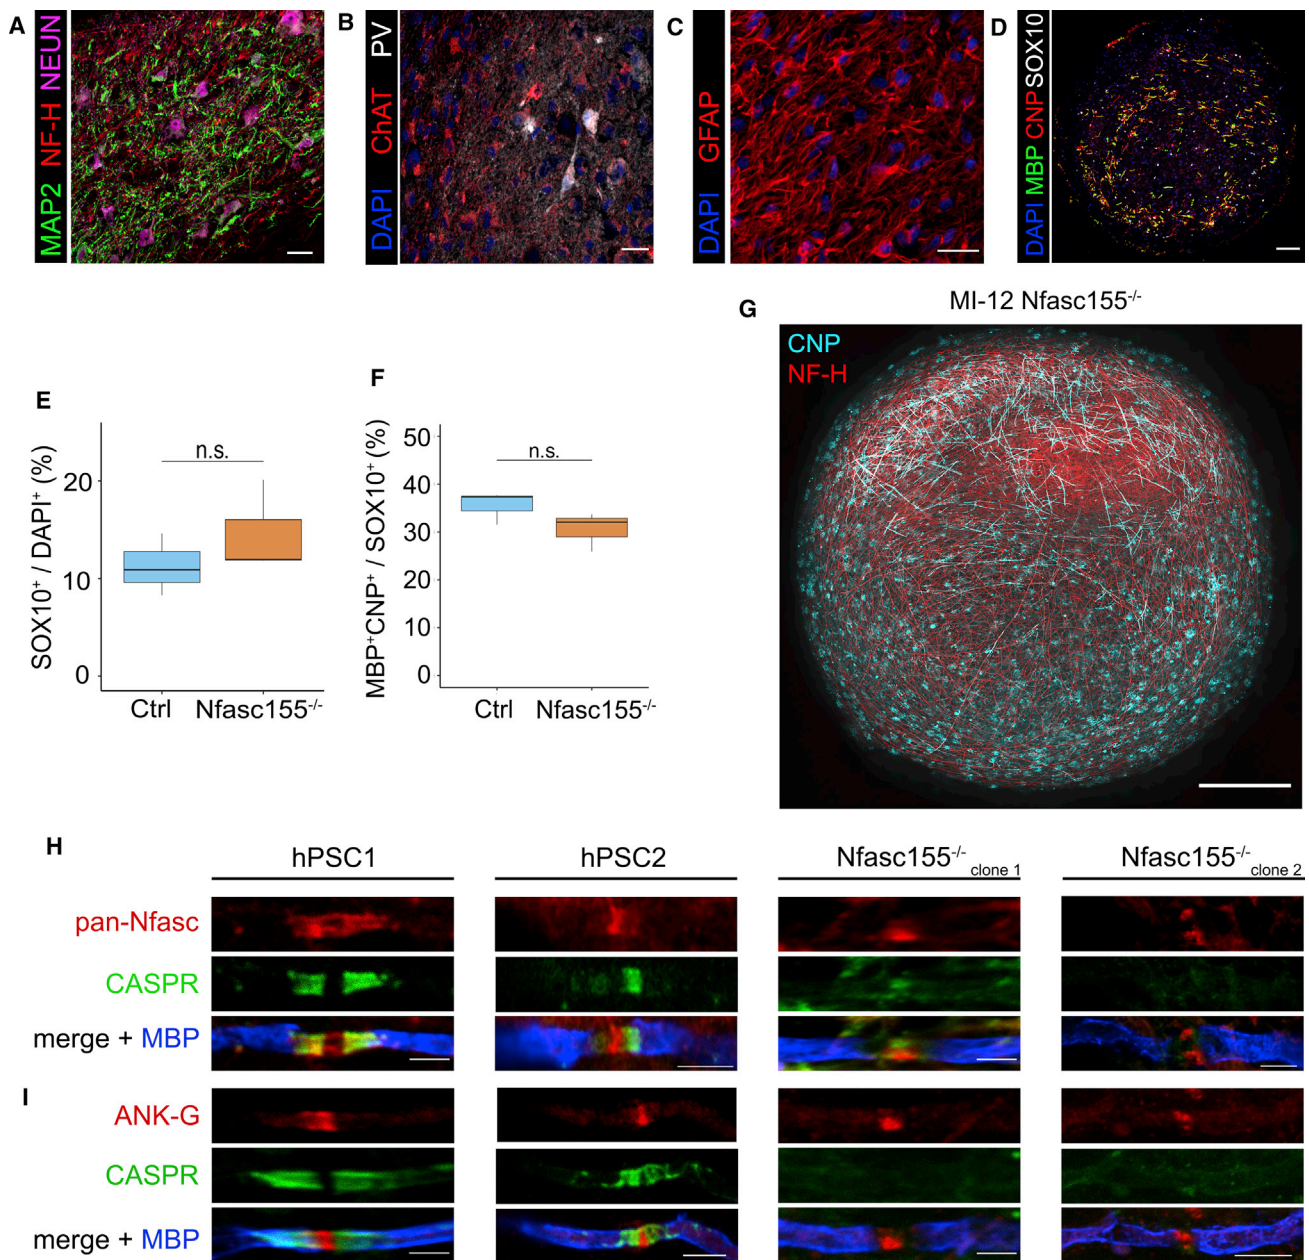 A
MAP2 NF-H NEUN
B
DAPI ChAT PV
C
DAPI GFAP
D
DAPI MBP CNP SOX10
E
SOX10⁺ / DAPI⁺ (%)
20
10
0
n.s.
Ctrl Nfasc155⁻/⁻
F
MBP⁺CNP⁺ / SOX10⁺ (%)
50
40
30
20
10
0
n.s.
Ctrl Nfasc155⁻/⁻
G
MI-12 Nfasc155⁻/⁻
CNP
NF-H
H
hPSC1 hPSC2 Nfasc155⁻/⁻ clone 1 Nfasc155⁻/⁻ clone 2
pan-Nfasc
CASPR
merge + MBP
I
ANK-G
CASPR
merge + MBP